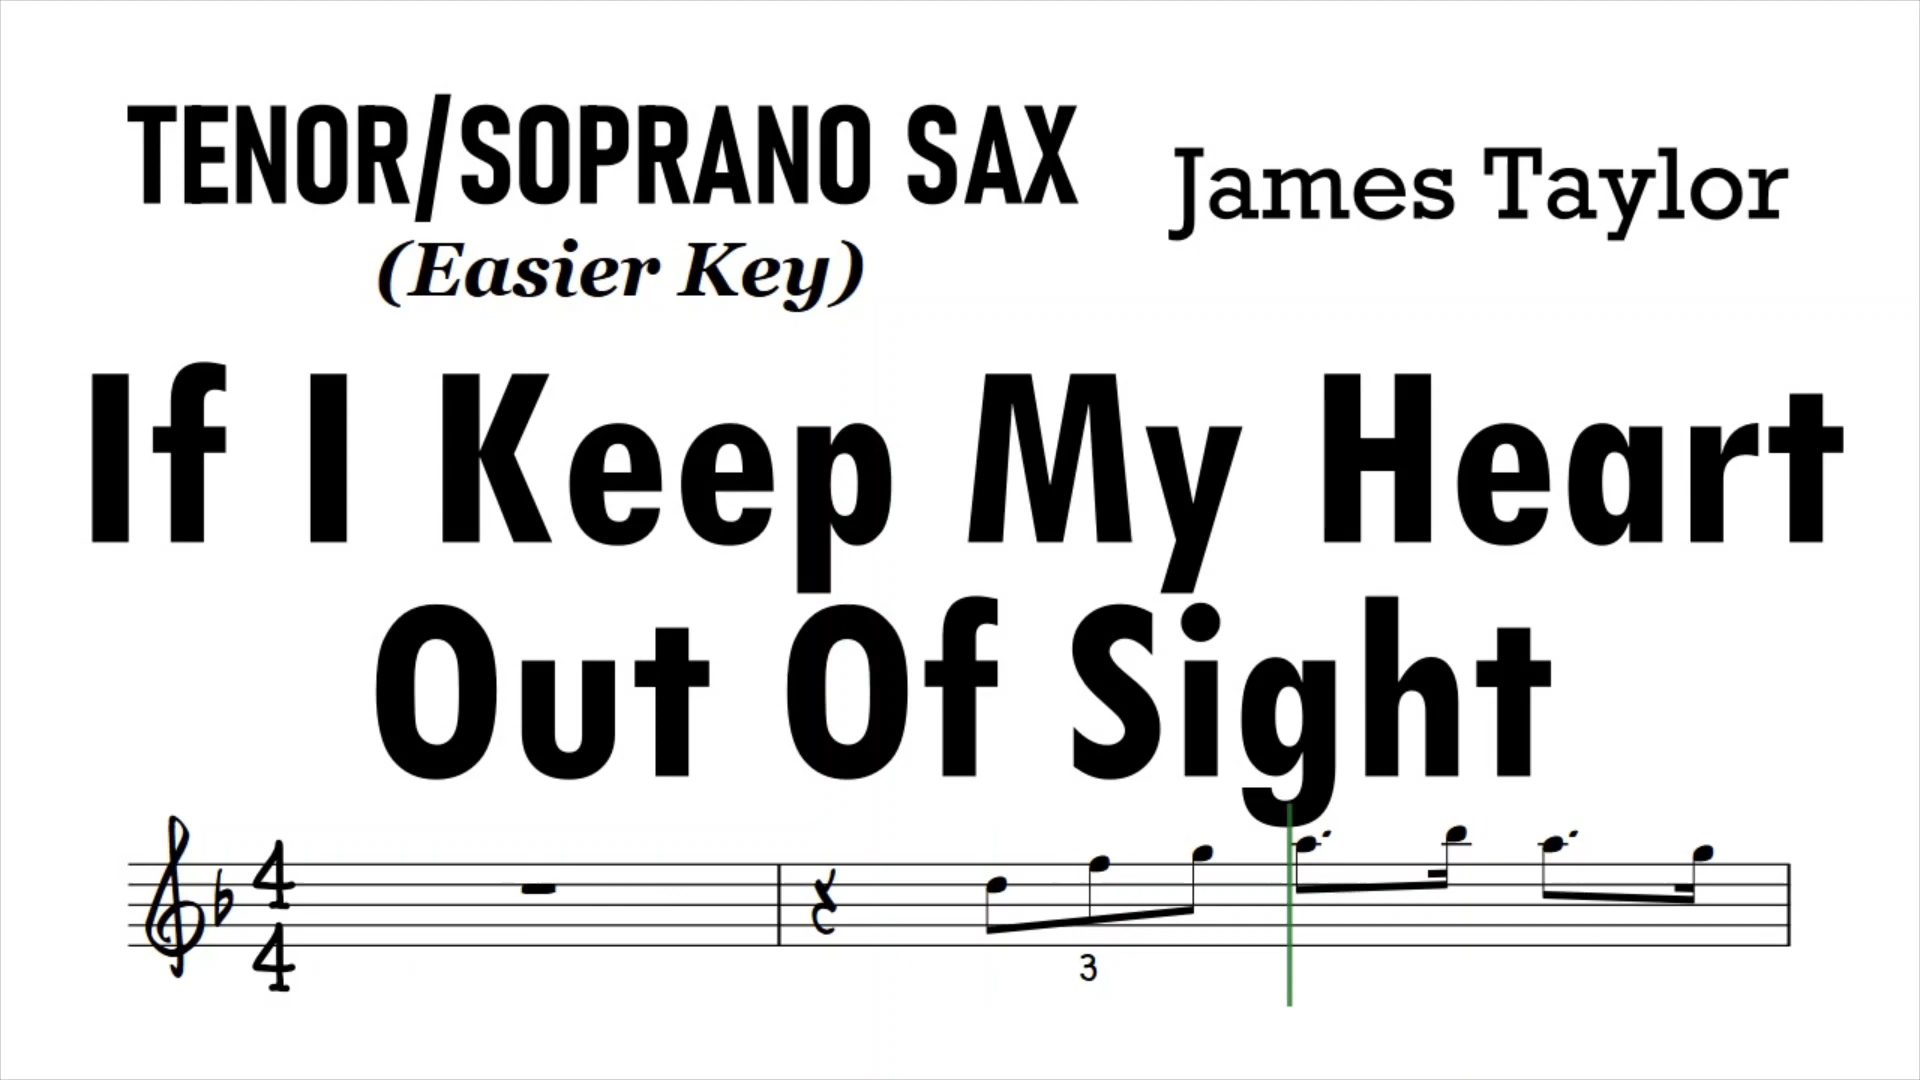 TENOR/SOPRANO SAX
James Taylor
(Easier Key)
If I Keep My Heart
Out Of Sight
4
4
3